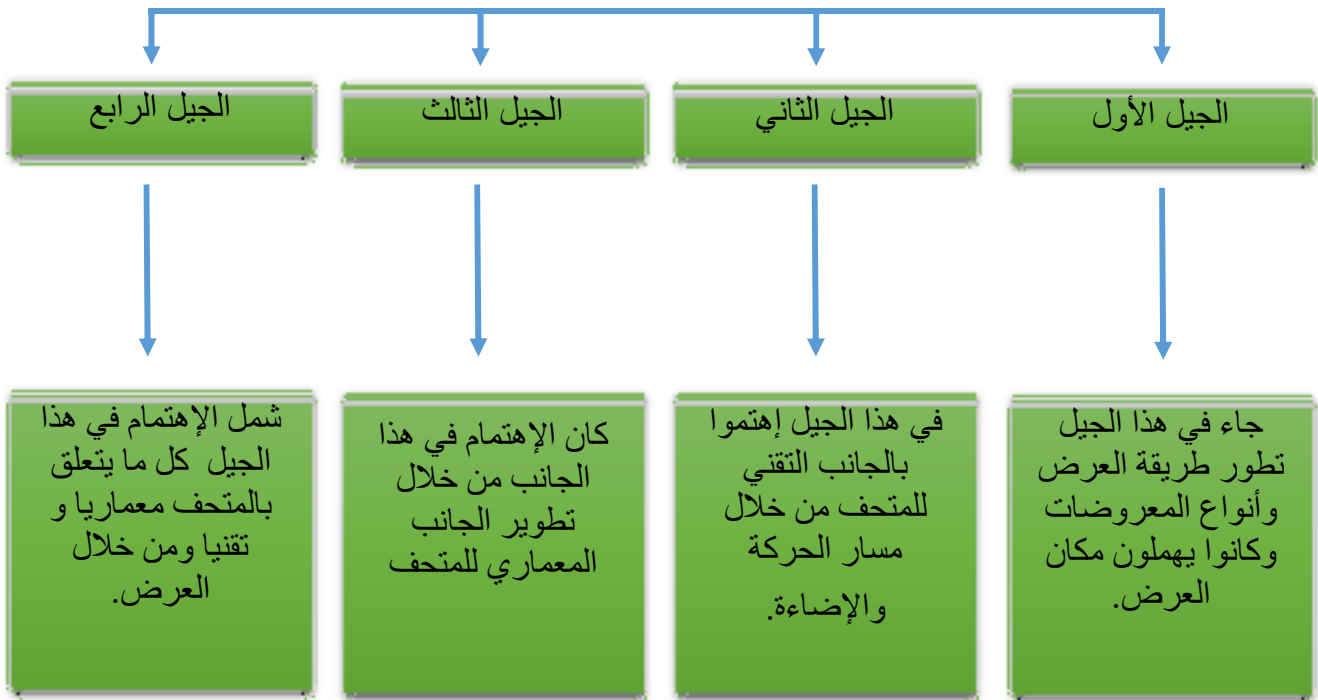 الجيل الأول
الجيل الثاني
الجيل الثالث
الجيل الرابع
جاء في هذا الجيل
تطور طريقة العرض
وأنواع المعروضات
وكانوا يهملون مكان
العرض.
في هذا الجيل إهتموا
بالجانب التقني
للمتحف من خلال
مسار الحركة
والإضاءة.
كان الإهتمام في هذا
الجانب من خلال
تطوير الجانب
المعماري للمتحف
شمل الإهتمام في هذا
الجيل كل ما يتعلق
بالمتحف معماريا و
تقنيا ومن خلال
العرض.